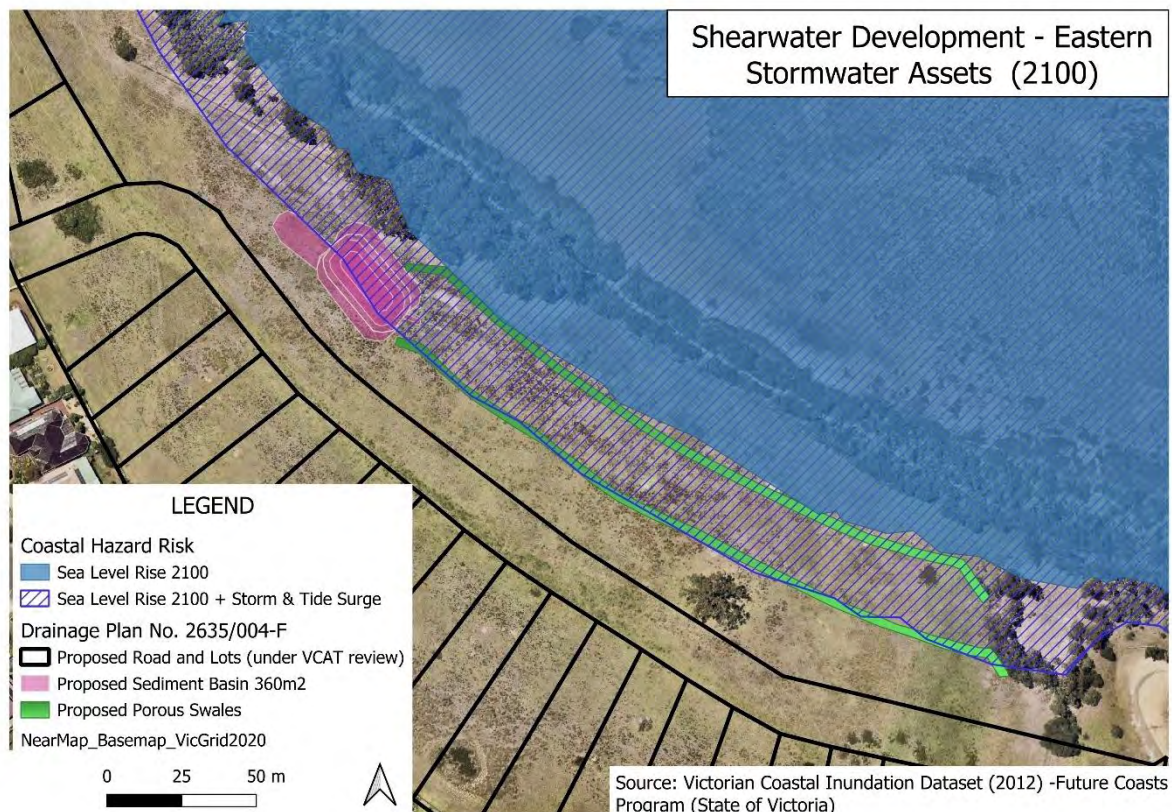 Shearwater Development - Eastern
Stormwater Assets (2100)
LEGEND
Coastal Hazard Risk
Sea Level Rise 2100
Sea Level Rise 2100 + Storm & Tide Surge
Drainage Plan No. 2635/004-F
Proposed Road and Lots (under VCAT review)
Proposed Sediment Basin 360m2
Proposed Porous Swales
NearMap_Basemap_VicGrid2020
0 25 50 m
Source: Victorian Coastal Inundation Dataset (2012) -Future Coasts
Program (State of Victoria)